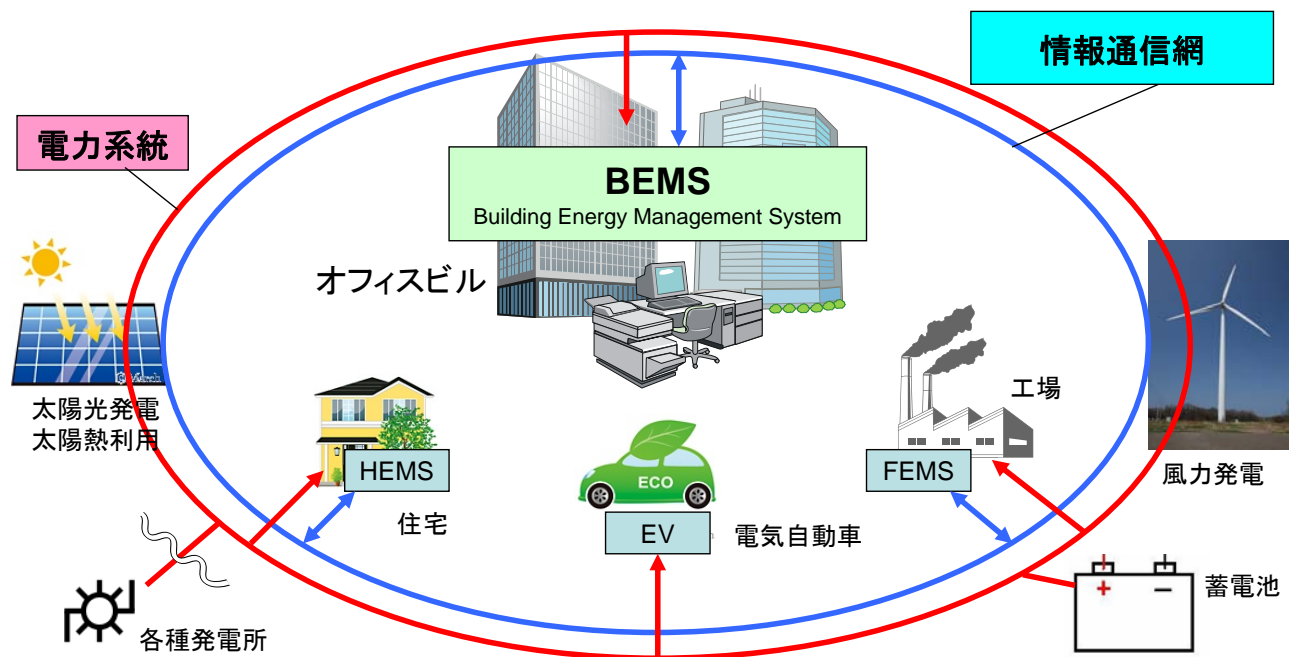 情報通信網
電力系統
BEMS
Building Energy Management System
オフィスビル
工場
太陽光発電
太陽熱利用
HEMS
住宅
ECO
EV
電気自動車
FEMS
風力発電
各種発電所
+
−
蓄電池